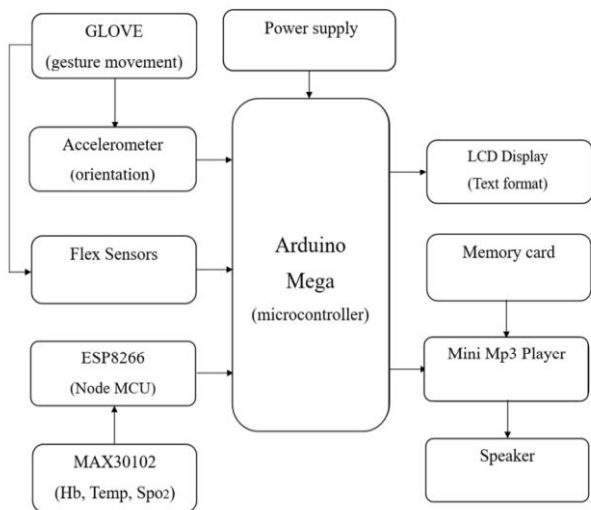 GLOVE
(gesture movement)
Power supply
Accelerometer
(orientation)
LCD Display
(Text format)
Flex Sensors
Arduino
Mega
(microcontroller)
Memory card
ESP8266
(Node MCU)
Mini Mp3 Player
MAX30102
(Hb, Temp, Spo2)
Speaker